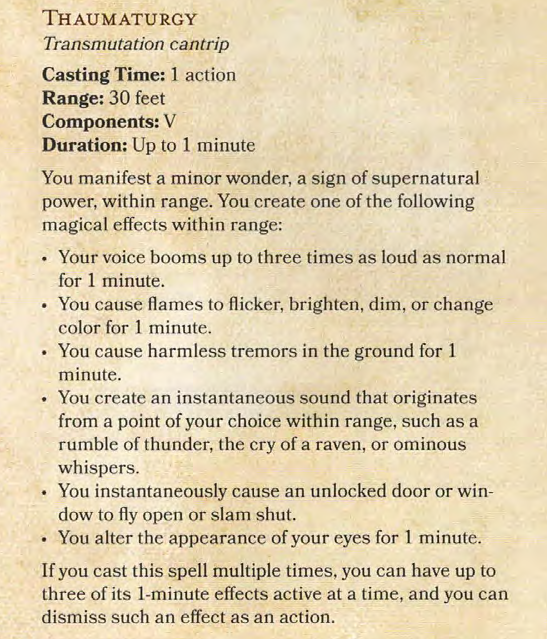 THAUMATURGY
Transmutation cantrip
Casting Time: 1 action
Range: 30 feet
Components: V
Duration: Up to 1 minute
You manifest a minor wonder, a sign of supernatural
power, within range. You create one of the following
magical effects within range:
• Your voice booms up to three times as loud as normal
for 1 minute.
• You cause flames to flicker, brighten, dim, or change
color for 1 minute.
• You cause harmless tremors in the ground for 1
minute.
• You create an instantaneous sound that originates
from a point of your choice within range, such as a
rumble of thunder, the cry of a raven, or ominous
whispers.
• You instantaneously cause an unlocked door or win-
dow to fly open or slam shut.
• You alter the appearance of your eyes for 1 minute.
If you cast this spell multiple times, you can have up to
three of its 1-minute effects active at a time, and you can
dismiss such an effect as an action.